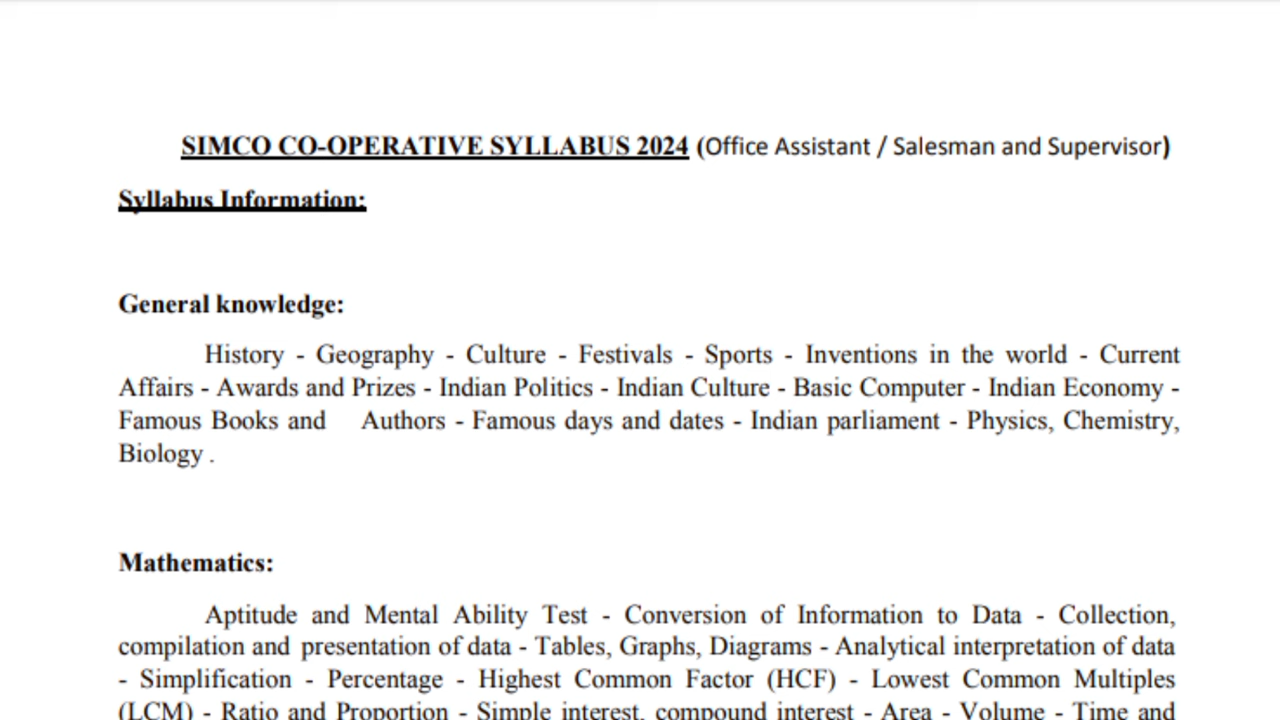 SIMCO CO-OPERATIVE SYLLABUS 2024 (Office Assistant / Salesman and Supervisor)
Syllabus Information:
General knowledge:
History - Geography - Culture - Festivals - Sports - Inventions in the world - Current
Affairs - Awards and Prizes - Indian Politics - Indian Culture - Basic Computer - Indian Economy -
Famous Books and Authors - Famous days and dates - Indian parliament - Physics, Chemistry,
Biology .
Mathematics:
Aptitude and Mental Ability Test - Conversion of Information to Data - Collection,
compilation and presentation of data - Tables, Graphs, Diagrams - Analytical interpretation of data
- Simplification - Percentage - Highest Common Factor (HCF) - Lowest Common Multiples
(LCM) - Ratio and Proportion - Simple interest, compound interest - Area - Volume - Time and